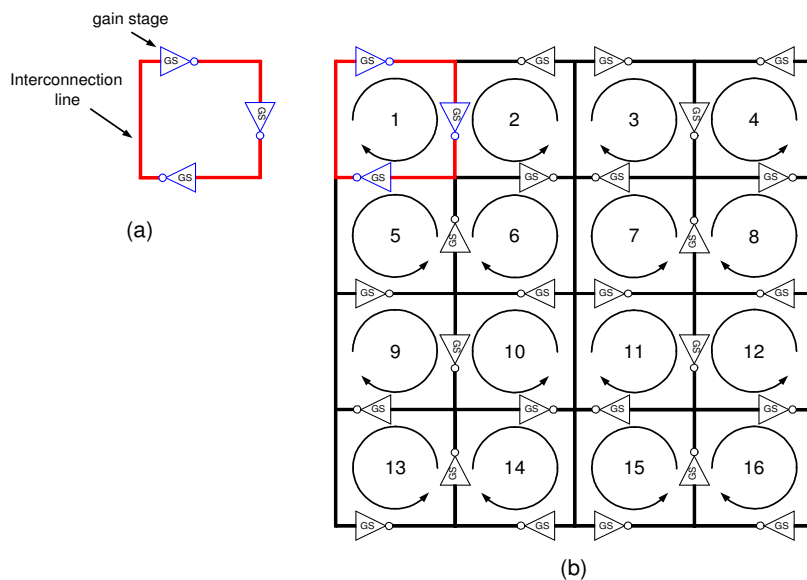 gain stage
GS
Interconnection
line
GS
GS
(a)
GS GS GS GS
1 2 3 4
GS GS
GS GS GS GS
5 6 7 8
GS GS
GS GS GS GS
9 10 11 12
GS GS
GS GS GS GS
13 14 15 16
GS GS
GS GS GS GS
(b)